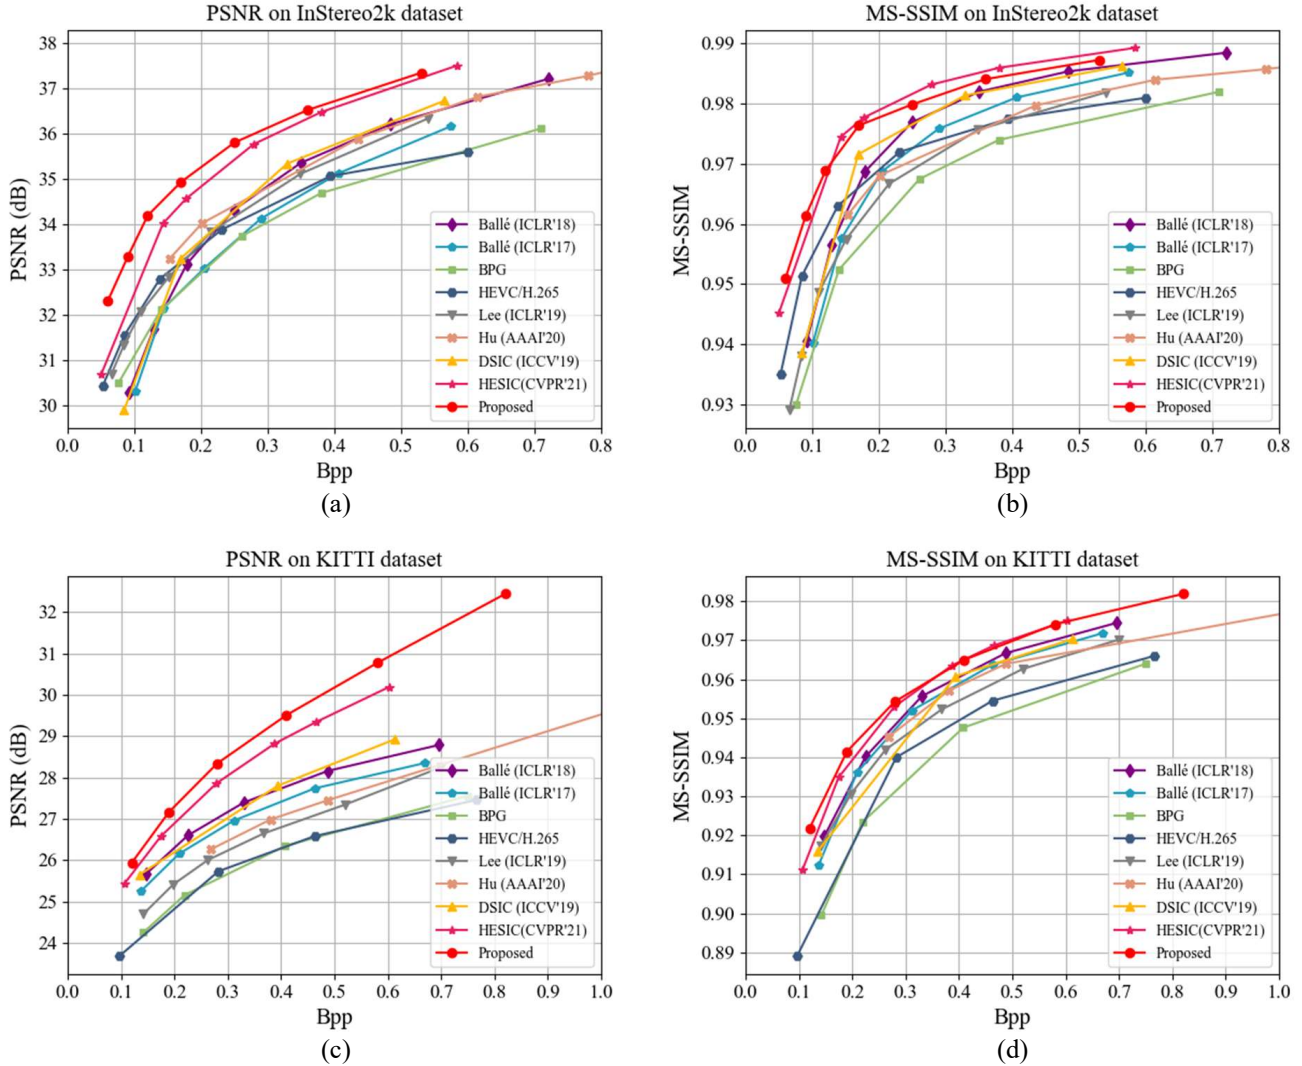 PSNR on InStereo2k dataset
38
37
36
35
34
33
32
31
30
PSNR (dB)
Ballé (ICLR'18)
Ballé (ICLR'17)
BPG
HEVC/H.265
Lee (ICLR'19)
Hu (AAAI'20)
DSIC (ICCV'19)
HESIC(CVPR'21)
Proposed
0.0 0.1 0.2 0.3 0.4 0.5 0.6 0.7 0.8
Bpp
(a)
MS-SSIM on InStereo2k dataset
0.99
0.98
0.97
0.96
0.95
0.94
0.93
MS-SSIM
Ballé (ICLR'18)
Ballé (ICLR'17)
BPG
HEVC/H.265
Lee (ICLR'19)
Hu (AAAI'20)
DSIC (ICCV'19)
HESIC(CVPR'21)
Proposed
0.0 0.1 0.2 0.3 0.4 0.5 0.6 0.7 0.8
Bpp
(b)
PSNR on KITTI dataset
32
31
30
29
28
27
26
25
24
PSNR (dB)
Ballé (ICLR'18)
Ballé (ICLR'17)
BPG
HEVC/H.265
Lee (ICLR'19)
Hu (AAAI'20)
DSIC (ICCV'19)
HESIC(CVPR'21)
Proposed
0.0 0.1 0.2 0.3 0.4 0.5 0.6 0.7 0.8 0.9 1.0
Bpp
(c)
MS-SSIM on KITTI dataset
0.98
0.97
0.96
0.95
0.94
0.93
0.92
0.91
0.90
0.89
MS-SSIM
Ballé (ICLR'18)
Ballé (ICLR'17)
BPG
HEVC/H.265
Lee (ICLR'19)
Hu (AAAI'20)
DSIC (ICCV'19)
HESIC(CVPR'21)
Proposed
0.0 0.1 0.2 0.3 0.4 0.5 0.6 0.7 0.8 0.9 1.0
Bpp
(d)